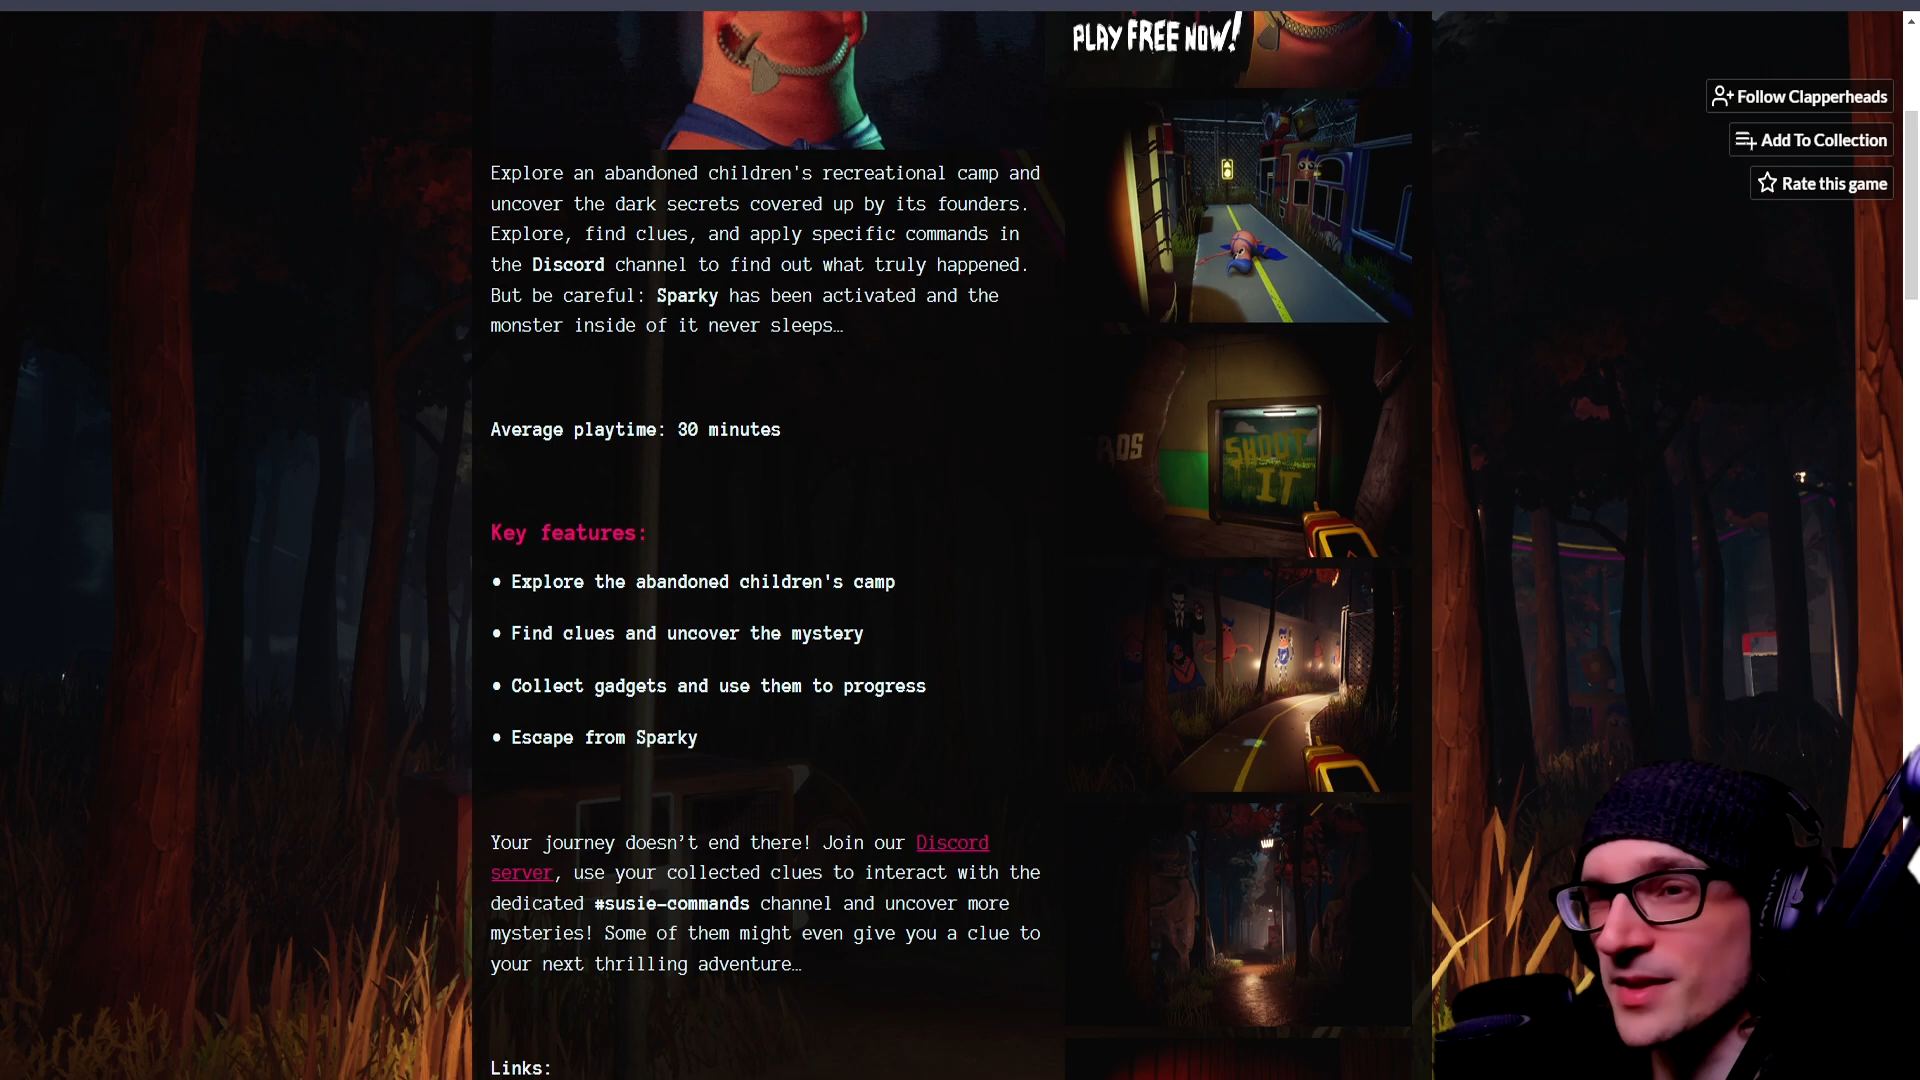 PLAY FREE NOW!
Follow Clapperheads
Add To Collection
Rate this game
Explore an abandoned children's recreational camp and
uncover the dark secrets covered up by its founders.
Explore, find clues, and apply specific commands in
the Discord channel to find out what truly happened.
But be careful: Sparky has been activated and the
monster inside of it never sleeps…
Average playtime: 30 minutes
Key features:
• Explore the abandoned children's camp
• Find clues and uncover the mystery
• Collect gadgets and use them to progress
• Escape from Sparky
Your journey doesn’t end there! Join our Discord
server, use your collected clues to interact with the
dedicated #susie-commands channel and uncover more
mysteries! Some of them might even give you a clue to
your next thrilling adventure…
Links:
SHOOT
IT